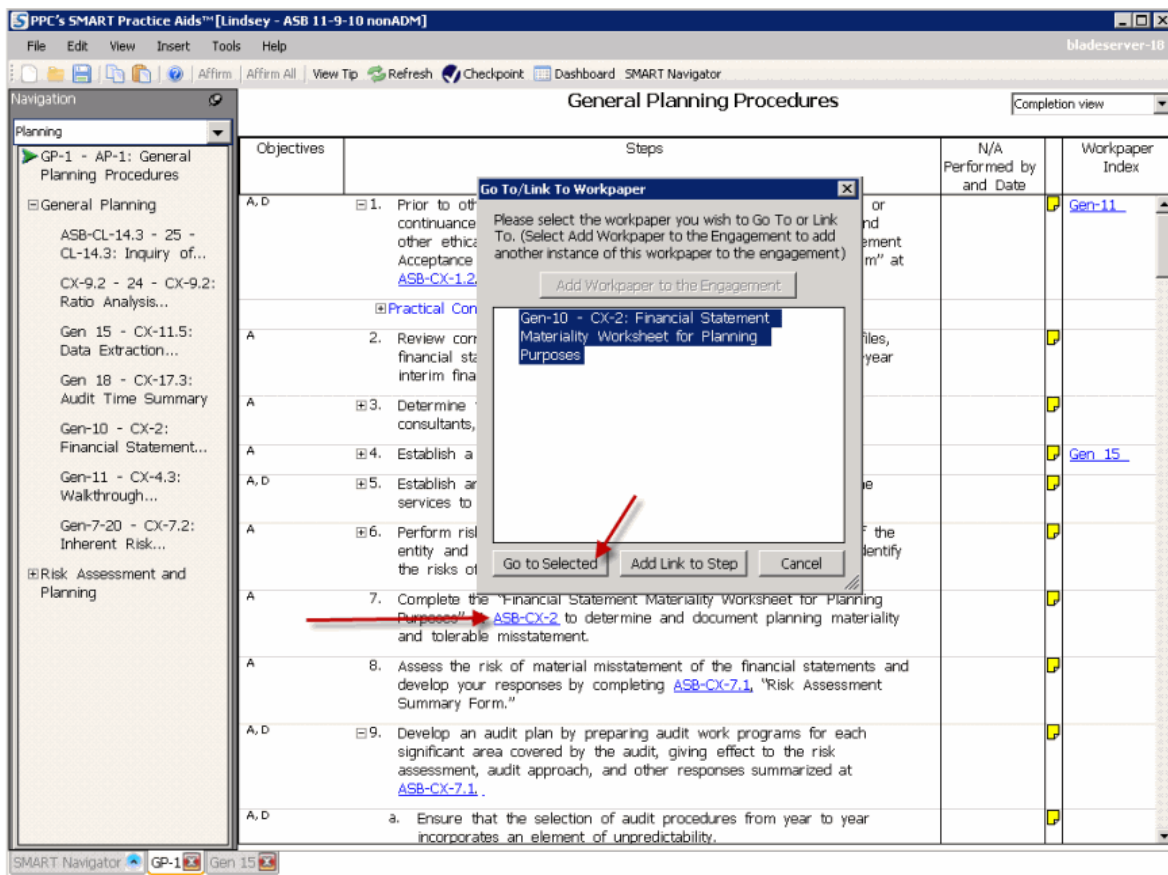 PPC's SMART Practice Aids™ [Lindsey - ASB 11-9-10 nonADM]
File Edit View Insert Tools Help
bladeserver-18
Affirm Affirm All View Tip Refresh Checkpoint Dashboard SMART Navigator
Navigation
Planning
GP-1 - AP-1: General
Planning Procedures
General Planning
ASB-CL-14.3 - 25 -
CL-14.3: Inquiry of...
CX-9.2 - 24 - CX-9.2:
Ratio Analysis...
Gen 15 - CX-11.5:
Data Extraction...
Gen 18 - CX-17.3:
Audit Time Summary
Gen-10 - CX-2:
Financial Statement...
Gen-11 - CX-4.3:
Walkthrough...
Gen-7-20 - CX-7.2:
Inherent Risk...
Risk Assessment and
Planning
General Planning Procedures
Completion view
Objectives
Steps
N/A
Performed by
and Date
Workpaper
Index
A, D
1. Prior to oth or
continuance nd
other ethica ement
Acceptance m" at
ASB-CX-1.2.
Gen-11
Practical Con
A
2. Review corr files,
financial sta year
interim fina
A
3. Determine
consultants,
A
4. Establish a
Gen 15
A, D
5. Establish an e
services to
A
6. Perform risk f the
entity and dentify
the risks of
A
7. Complete the "Financial Statement Materiality Worksheet for Planning
Purposes" ASB-CX-2 to determine and document planning materiality
and tolerable misstatement.
A
8. Assess the risk of material misstatement of the financial statements and
develop your responses by completing ASB-CX-7.1, "Risk Assessment
Summary Form."
A, D
9. Develop an audit plan by preparing audit work programs for each
significant area covered by the audit, giving effect to the risk
assessment, audit approach, and other responses summarized at
ASB-CX-7.1.
A, D
a. Ensure that the selection of audit procedures from year to year
incorporates an element of unpredictability.
Go To/Link To Workpaper
Please select the workpaper you wish to Go To or Link
To. (Select Add Workpaper to the Engagement to add
another instance of this workpaper to the engagement)
Add Workpaper to the Engagement
Gen-10 - CX-2: Financial Statement
Materiality Worksheet for Planning
Purposes
Go to Selected Add Link to Step Cancel
SMART Navigator GP-1 Gen 15